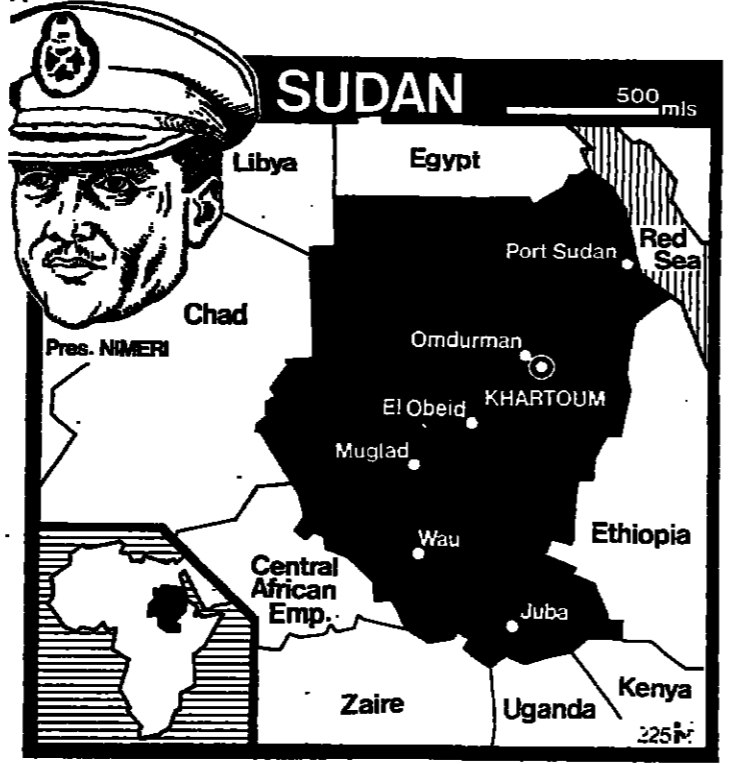 SUDAN
500
mls
Libya
Egypt
Port Sudan
Red
Sea
Chad
Pres. NIMERI
Omdurman
KHARTOUM
El Obeid
Muglad
Wau
Ethiopia
Central
African
Emp.
Juba
Zaire
Uganda
Kenya